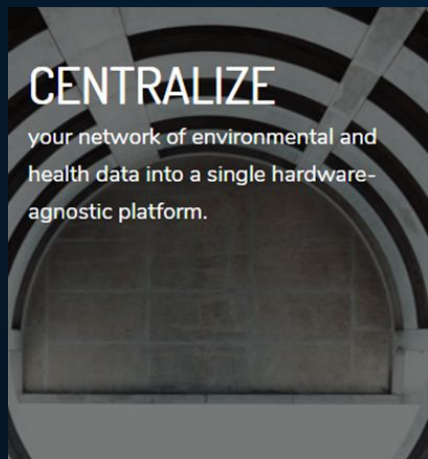 CENTRALIZE
your network of environmental and
health data into a single hardware-
agnostic platform.